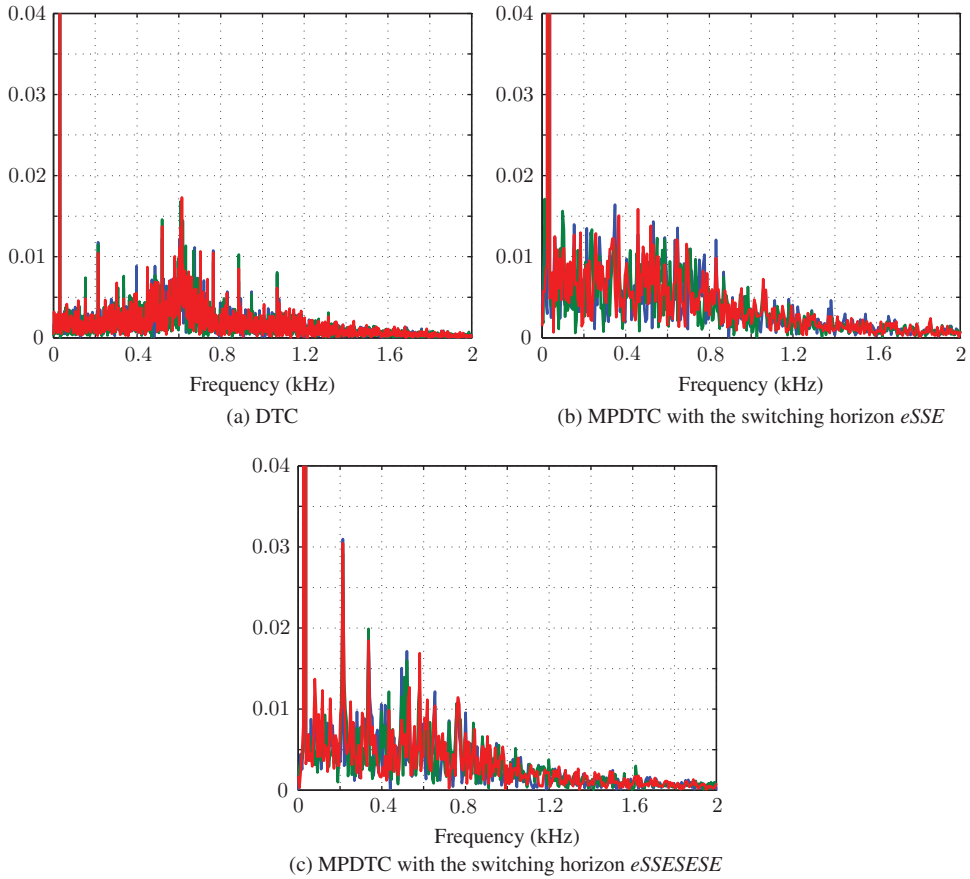 0.04
0.03
0.02
0.01
0
0 0.4 0.8 1.2 1.6 2
Frequency (kHz)
(a) DTC
0.04
0.03
0.02
0.01
0
0 0.4 0.8 1.2 1.6 2
Frequency (kHz)
(b) MPDTC with the switching horizon eSSE
0.04
0.03
0.02
0.01
0
0 0.4 0.8 1.2 1.6 2
Frequency (kHz)
(c) MPDTC with the switching horizon eSSESESE